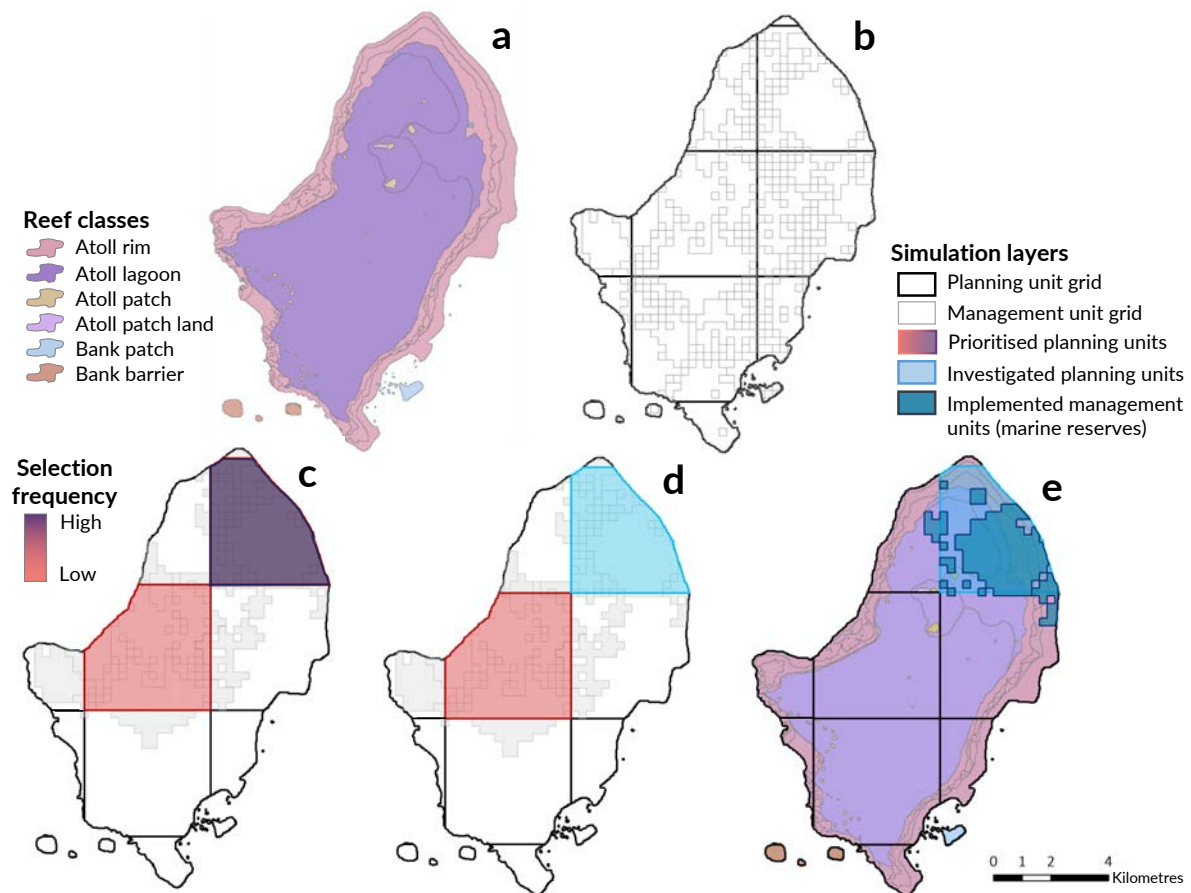 a
b
Reef classes
Atoll rim
Atoll lagoon
Atoll patch
Atoll patch land
Bank patch
Bank barrier
Simulation layers
Planning unit grid
Management unit grid
Prioritised planning units
Investigated planning units
Implemented management
units (marine reserves)
Selection
frequency
High
Low
c
d
e
0 1 2 4
Kilometres